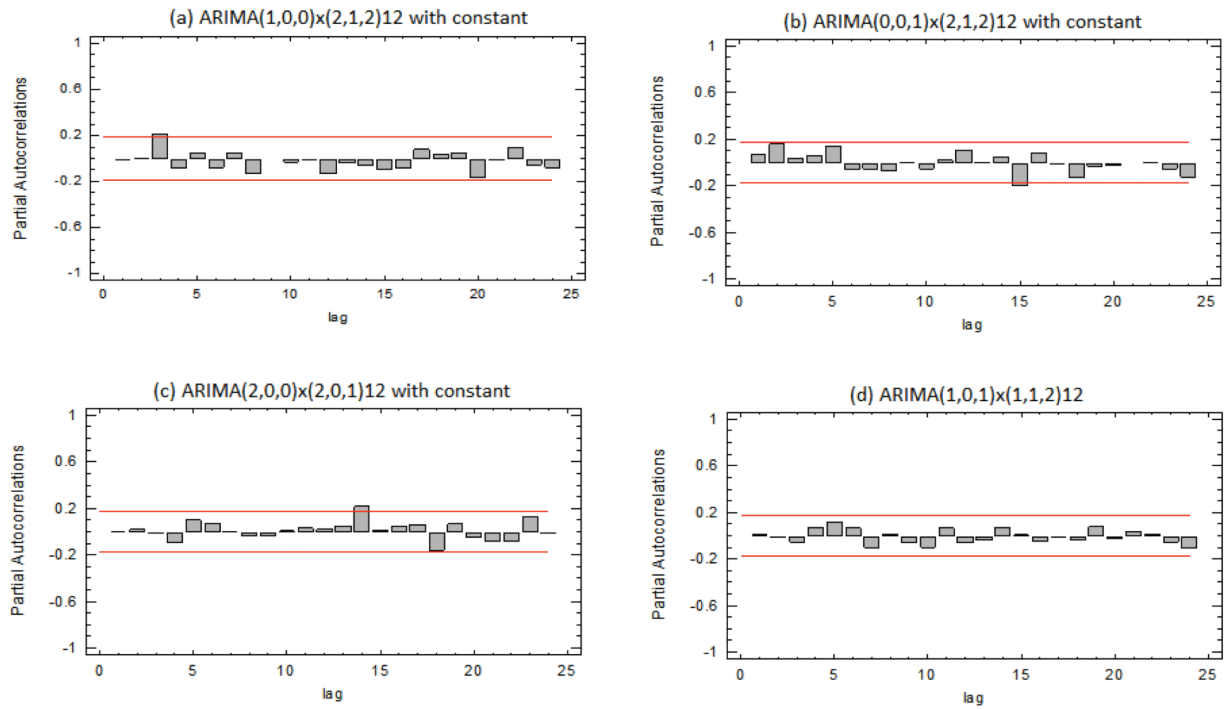 (a) ARIMA(1,0,0)x(2,1,2)12 with constant
Partial Autocorrelations
1
0.6
0.2
-0.2
-0.6
-1
0 5 10 15 20 25
lag
(b) ARIMA(0,0,1)x(2,1,2)12 with constant
Partial Autocorrelations
1
0.6
0.2
-0.2
-0.6
-1
0 5 10 15 20 25
lag
(c) ARIMA(2,0,0)x(2,0,1)12 with constant
Partial Autocorrelations
1
0.6
0.2
-0.2
-0.6
-1
0 5 10 15 20 25
lag
(d) ARIMA(1,0,1)x(1,1,2)12
Partial Autocorrelations
1
0.6
0.2
-0.2
-0.6
-1
0 5 10 15 20 25
lag